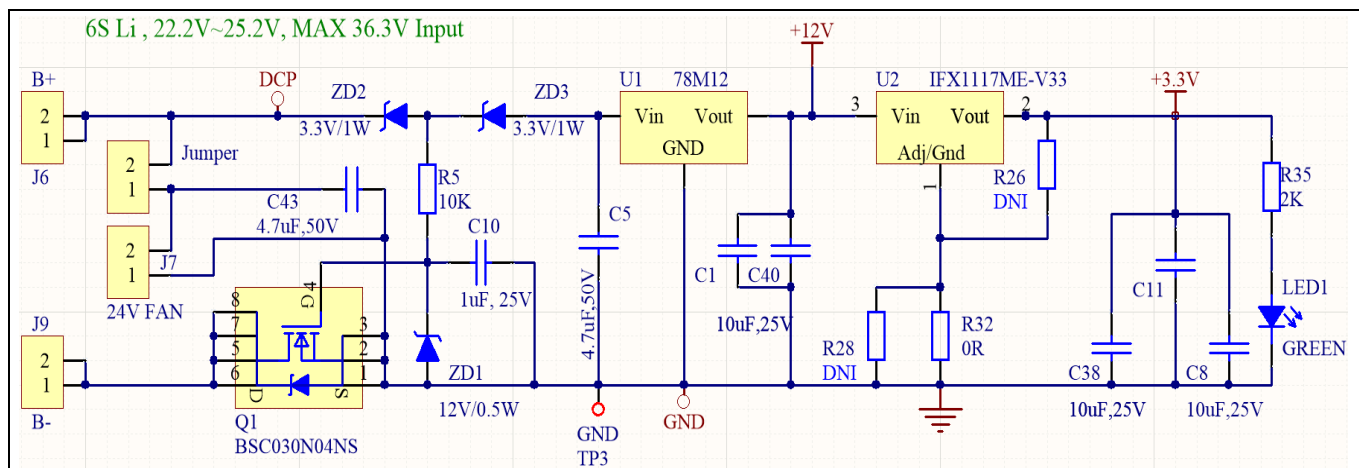 6S Li , 22.2V~25.2V, MAX 36.3V Input
+12V
B+
DCP
ZD2
ZD3
U1
78M12
U2
IFX1117ME-V33
+3.3V
2
1
3.3V/1W
3.3V/1W
Vin
Vout
GND
3
Vin
Vout
2
Adj/Gnd
1
J6
2
1
Jumper
C43
4.7uF,50V
R5
10K
C10
1uF, 25V
C5
4.7uF,50V
R26
DNI
R35
2K
2
1
J7
24V FAN
C1
C40
10uF,25V
C11
LED1
GREEN
J9
2
1
B-
8
7
5
6
4
G
3
2
1
D
S
Q1
BSC030N04NS
ZD1
12V/0.5W
R28
DNI
R32
0R
C38
10uF,25V
C8
10uF,25V
GND
TP3
GND